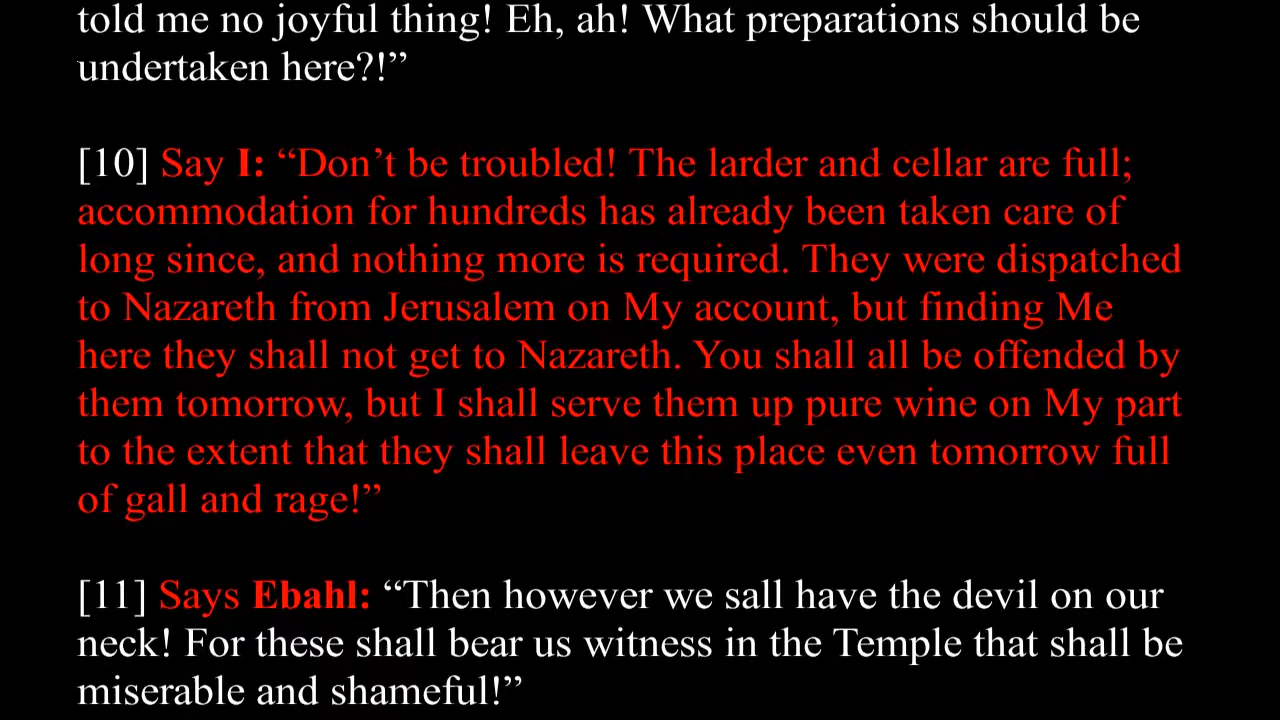 told me no joyful thing! Eh, ah! What preparations should be
undertaken here?!”
[10] Say I: “Don’t be troubled! The larder and cellar are full;
accommodation for hundreds has already been taken care of
long since, and nothing more is required. They were dispatched
to Nazareth from Jerusalem on My account, but finding Me
here they shall not get to Nazareth. You shall all be offended by
them tomorrow, but I shall serve them up pure wine on My part
to the extent that they shall leave this place even tomorrow full
of gall and rage!”
[11] Says Ebahl: “Then however we sall have the devil on our
neck! For these shall bear us witness in the Temple that shall be
miserable and shameful!”